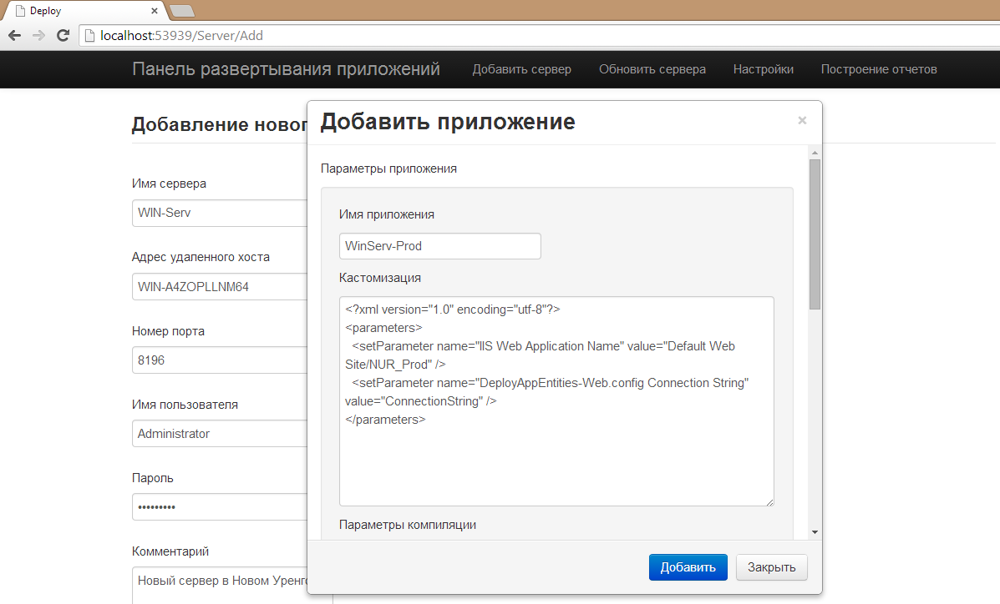 Deploy
localhost:53939/Server/Add
Панель развертывания приложений Добавить сервер Обновить сервера Настройки Построение отчетов
Добавление
Имя сервера
WIN-Serv
Адрес удаленного хоста
WIN-A4ZOPLLNM64
Номер порта
8196
Имя пользователя
Administrator
Пароль
•••••••••
Комментарий
Новый сервер в Новом
Добавить приложение ×
Параметры приложения
Имя приложения
WinServ-Prod
Кастомизация
<?xml version="1.0" encoding="utf-8"?>
<parameters>
<setParameter name="IIS Web Application Name" value="Default Web
Site/NUR_Prod" />
<setParameter name="DeployAppEntities-Web.config Connection String"
value="ConnectionString" />
</parameters>
Параметры компиляции
Добавить Закрыть